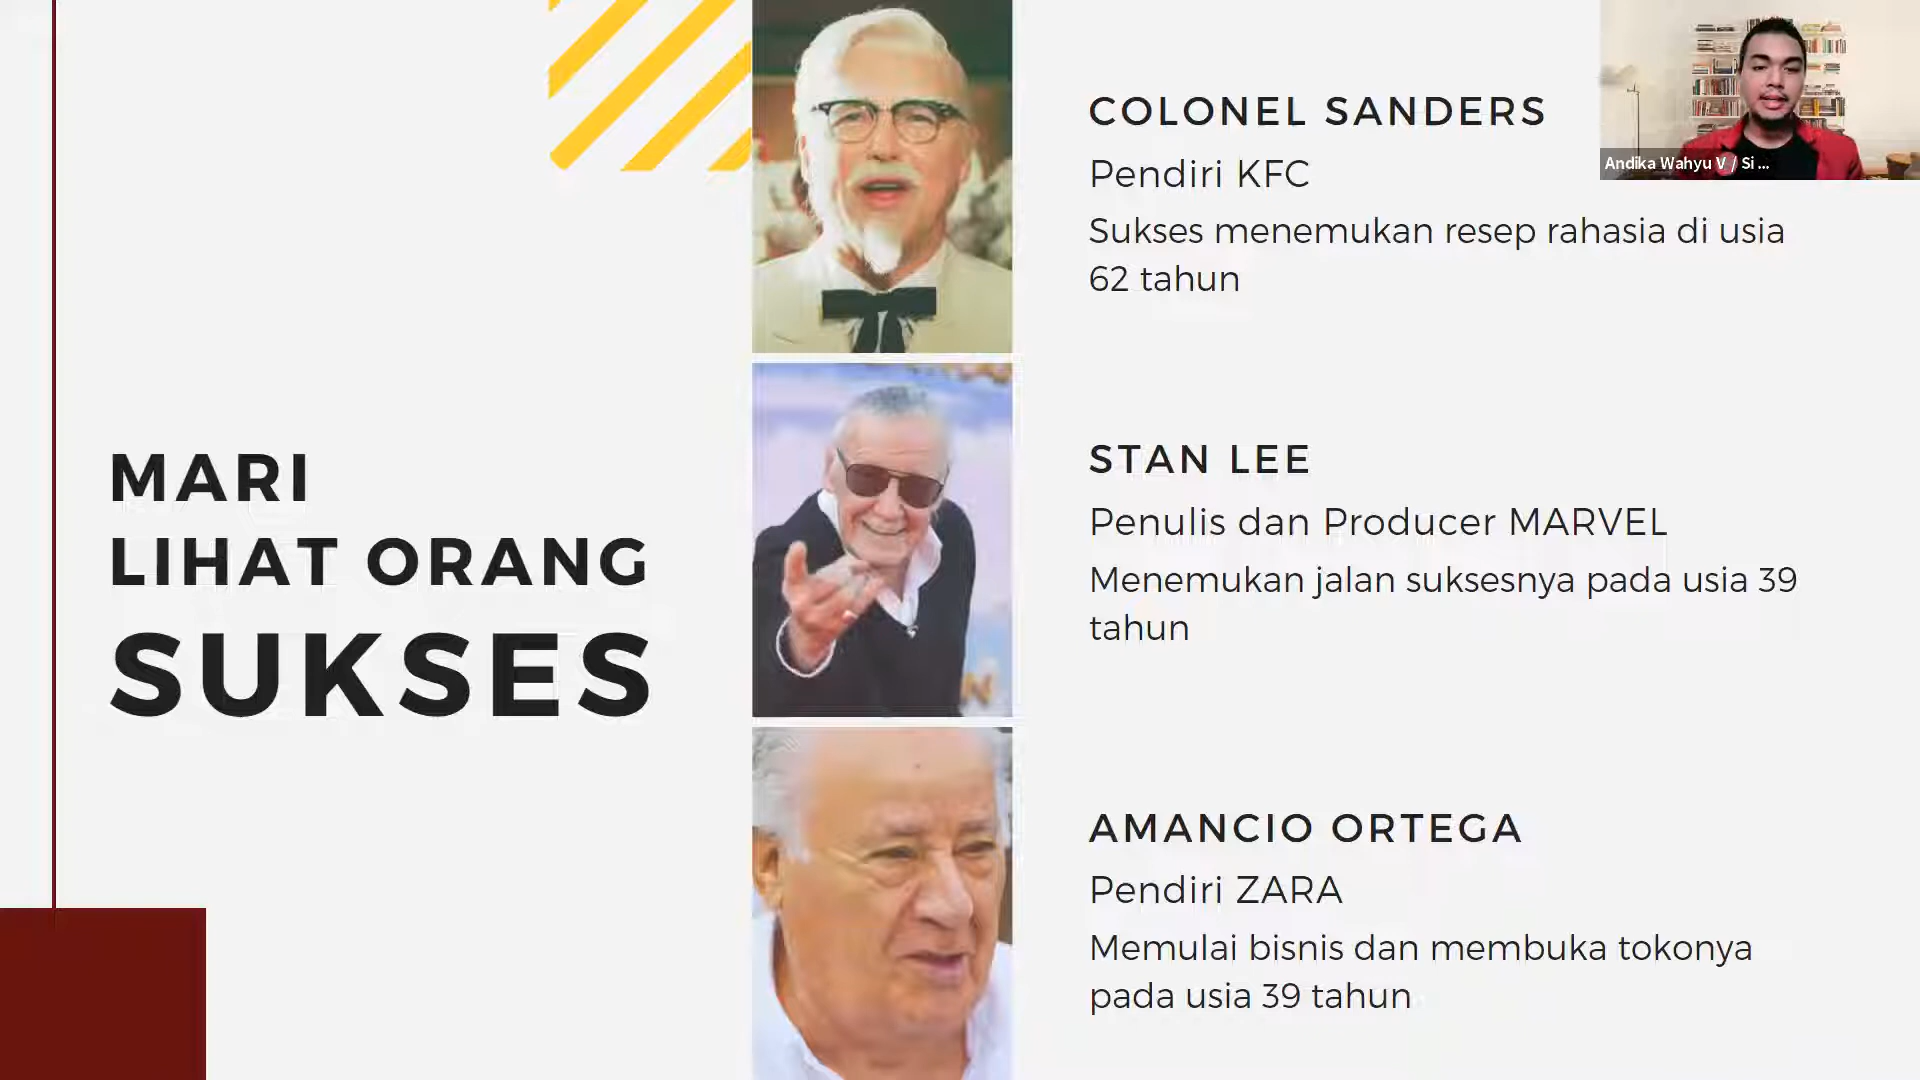 MARI
LIHAT ORANG
SUKSES
COLONEL SANDERS
Pendiri KFC
Sukses menemukan resep rahasia di usia
62 tahun
STAN LEE
Penulis dan Producer MARVEL
Menemukan jalan suksesnya pada usia 39
tahun
AMANCIO ORTEGA
Pendiri ZARA
Memulai bisnis dan membuka tokonya
pada usia 39 tahun
Andika Wahyu V / Si ...